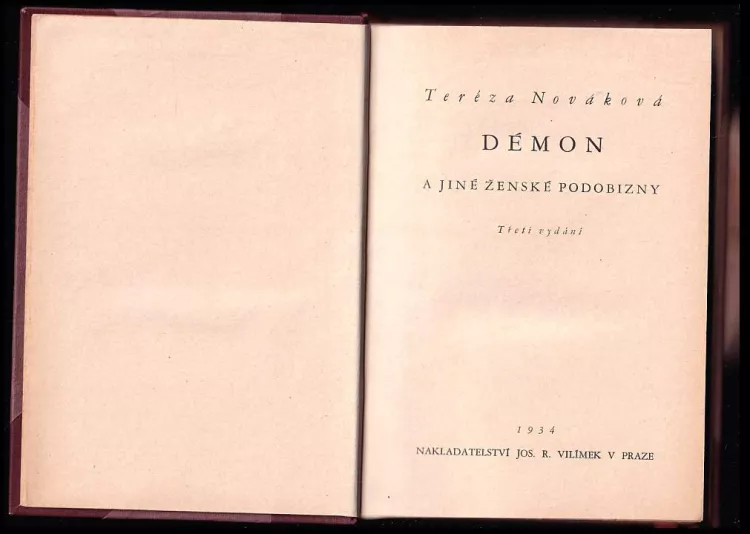 Teréza Nováková
DÉMON
A JINÉ ŽENSKÉ PODOBIZNY
Třetí vydání
1934
NAKLADATELSTVÍ JOS. R. VILÍMEK V PRAZE